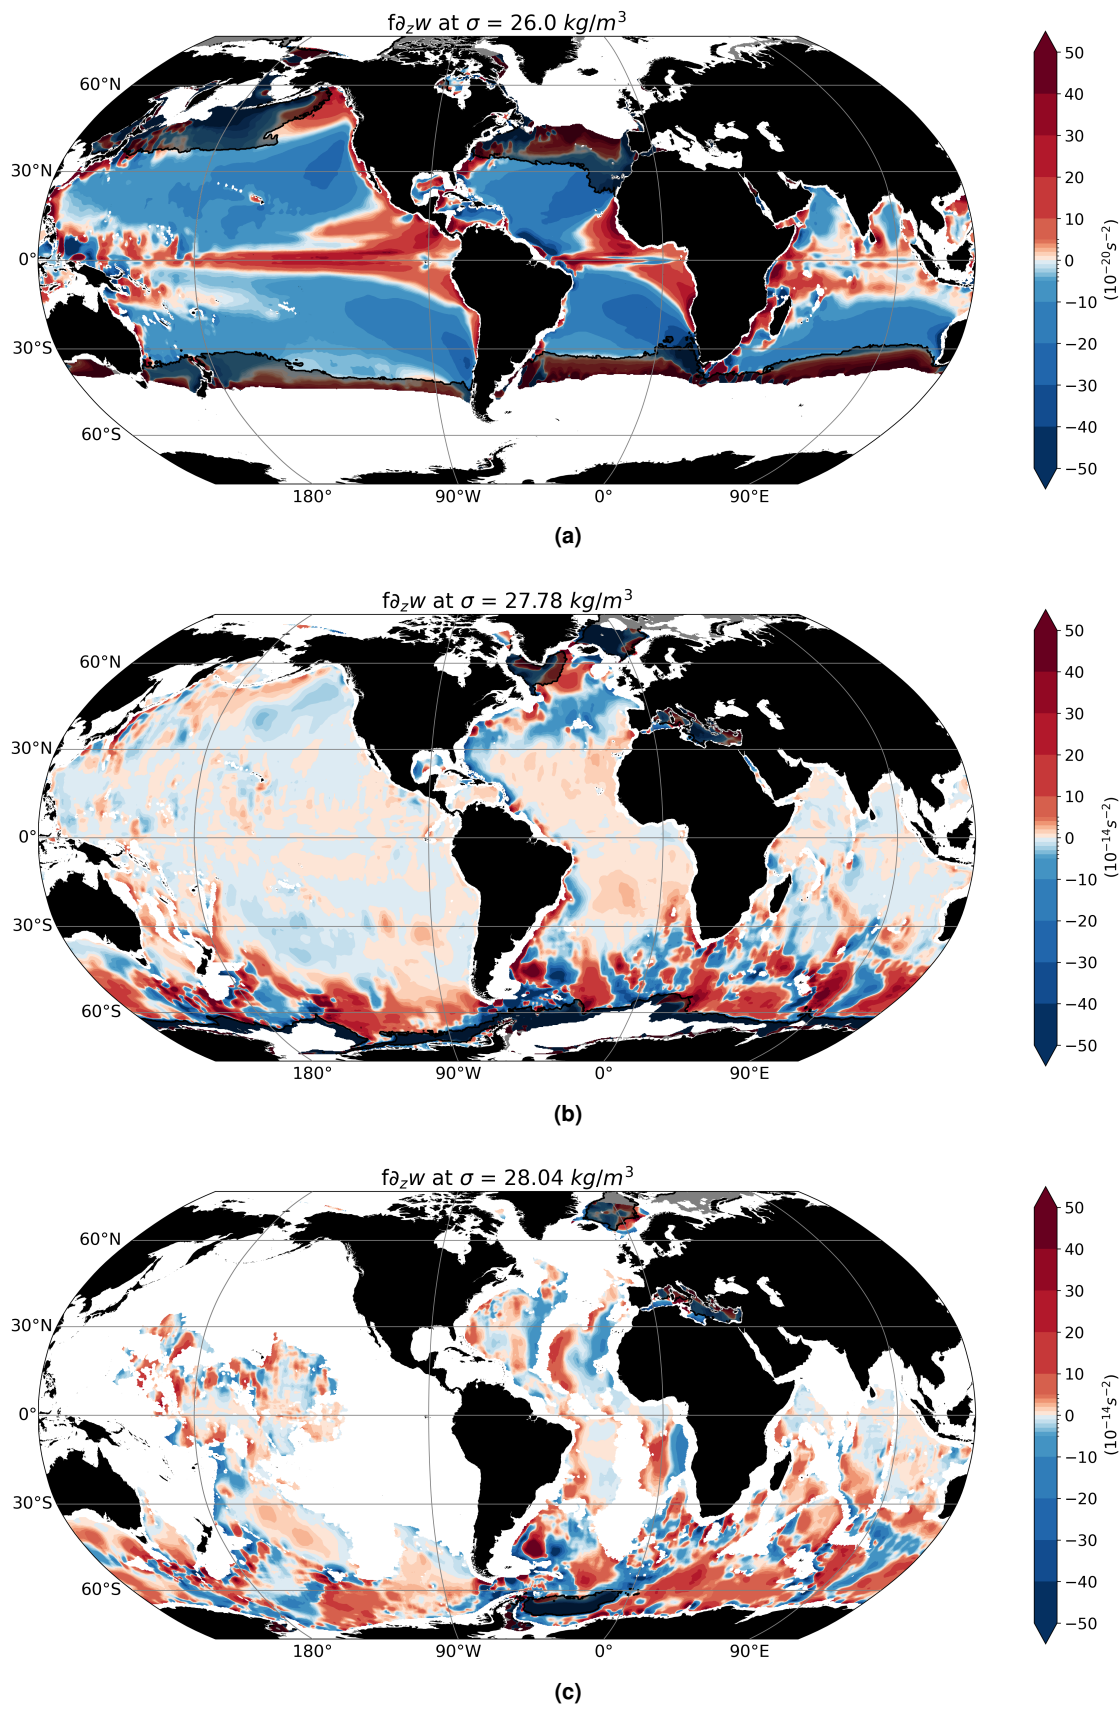 f∂zw at σ = 26.0 kg/m³
60°N
30°N
0°
30°S
60°S
180° 90°W 0° 90°E
50
40
30
20
10
0
−10
−20
−30
−40
−50
(10⁻²⁰s⁻²)
(a)
f∂zw at σ = 27.78 kg/m³
60°N
30°N
0°
30°S
60°S
180° 90°W 0° 90°E
50
40
30
20
10
0
−10
−20
−30
−40
−50
(10⁻¹⁴s⁻²)
(b)
f∂zw at σ = 28.04 kg/m³
60°N
30°N
0°
30°S
60°S
180° 90°W 0° 90°E
50
40
30
20
10
0
−10
−20
−30
−40
−50
(10⁻¹⁴s⁻²)
(c)